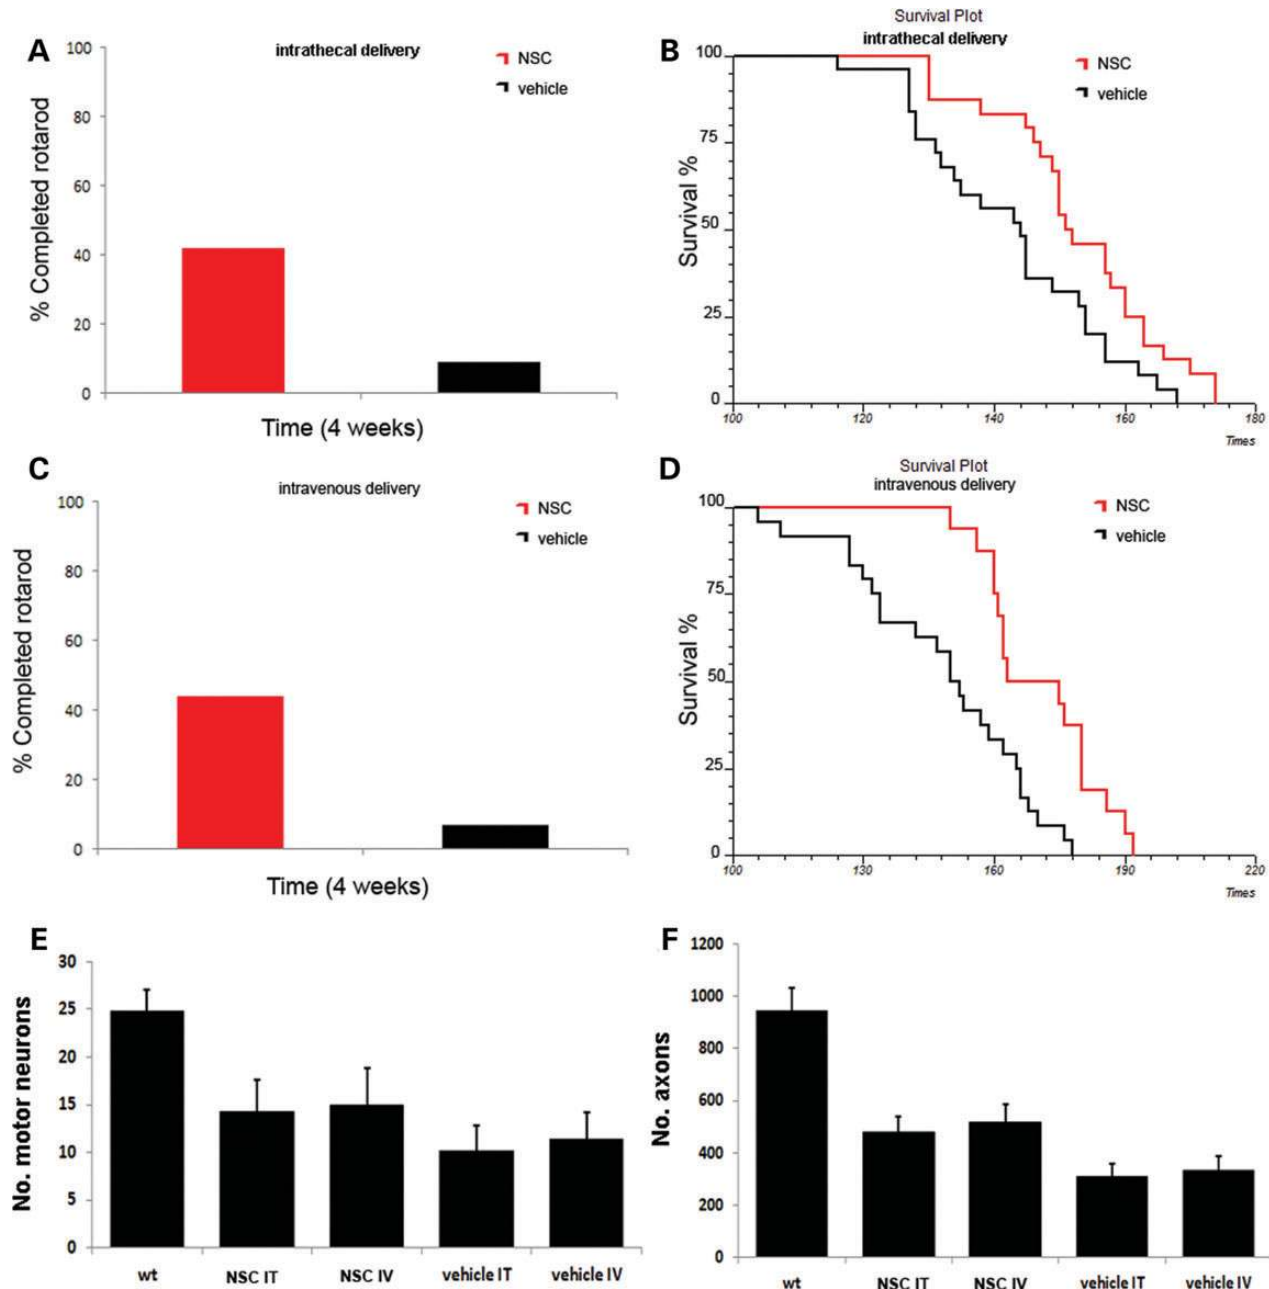 A
intrathecal delivery
NSC
vehicle
100
80
60
40
20
0
% Completed rotarod
Time (4 weeks)
B
Survival Plot
intrathecal delivery
NSC
vehicle
100
75
50
25
0
Survival %
100 120 140 160 180
Times
C
intravenous delivery
NSC
vehicle
100
80
60
40
20
0
% Completed rotarod
Time (4 weeks)
D
Survival Plot
intravenous delivery
NSC
vehicle
100
75
50
25
0
Survival %
100 130 160 190 220
Times
E
30
25
20
15
10
5
0
No. motor neurons
wt NSC IT NSC IV vehicle IT vehicle IV
F
1200
1000
800
600
400
200
0
No. axons
wt NSC IT NSC IV vehicle IT vehicle IV